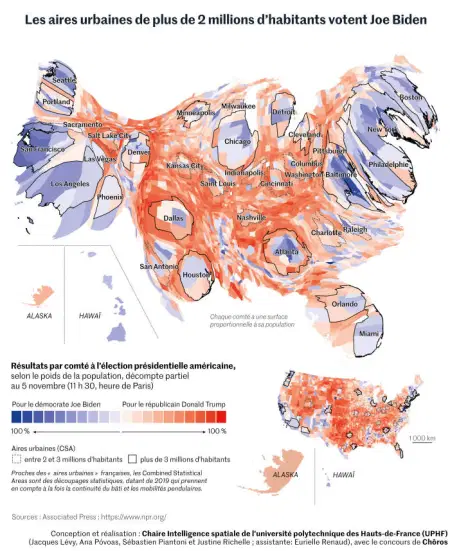 Les aires urbaines de plus de 2 millions d'habitants votent Joe Biden
Seattle
Portland
Boston
Milwaukee
Minneapolis
Detroit
Sacramento
Salt Lake City
New York
Cleveland
San Francisco
Denver
Chicago
Pittsburgh
Las Vegas
Kansas City
Columbus
Philadelphie
Indianapolis
Washington Baltimore
Los Angeles
Saint Louis
Cincinnati
Phoenix
Dallas
Nashville
Charlotte
Raleigh
Atlanta
San Antonio
Houston
Orlando
ALASKA
HAWAÏ
Chaque comté a une surface
proportionnelle à sa population
Miami
Résultats par comté à l'élection présidentielle américaine,
selon le poids de la population, décompte partiel
au 5 novembre (11 h 30, heure de Paris)
Pour le démocrate Joe Biden
Pour le républicain Donald Trump
100 %
100 %
1 000 km
Aires urbaines (CSA)
entre 2 et 3 millions d'habitants
plus de 3 millions d'habitants
ALASKA
HAWAÏ
Proches des « aires urbaines » françaises, les Combined Statistical
Areas sont des découpages statistiques, datant de 2019 qui prennent
en compte à la fois la continuité du bâti et les mobilités pendulaires.
Sources : Associated Press : https://www.npr.org/
Conception et réalisation : Chaire Intelligence spatiale de l'université polytechnique des Hauts-de-France (UPHF)
(Jacques Lévy, Ana Póvoas, Sébastien Piantoni et Justine Richelle ; assistante: Eurielle Renaud), avec le concours de Chôros